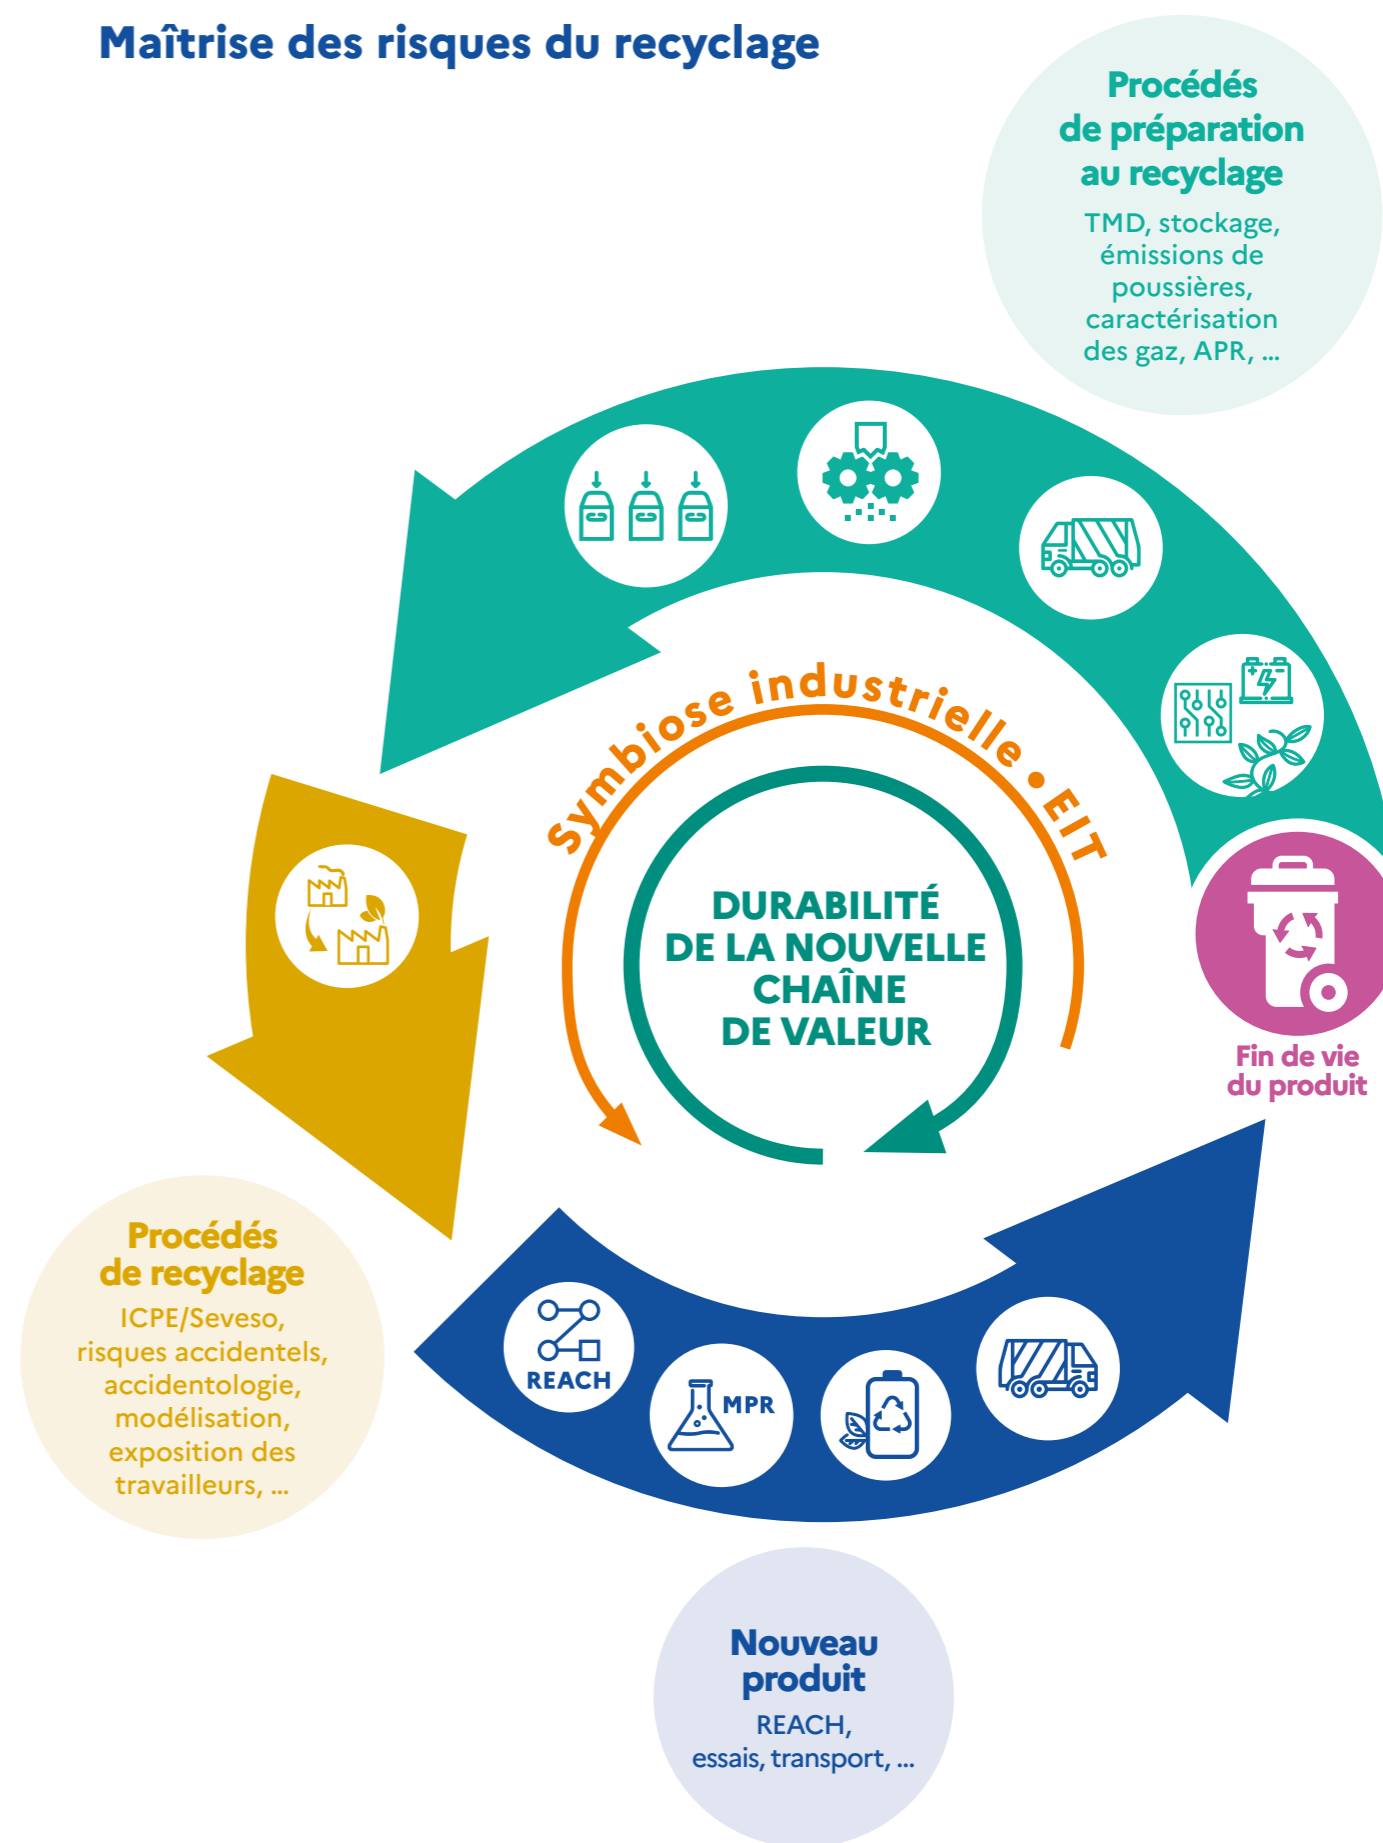 Maîtrise des risques du recyclage
Procédés
de préparation
au recyclage
TMD, stockage,
émissions de
poussières,
caractérisation
des gaz, APR, ...
Symbiose industrielle • EIT
DURABILITÉ
DE LA NOUVELLE
CHAÎNE
DE VALEUR
Fin de vie
du produit
Procédés
de recyclage
ICPE/Seveso,
risques accidentels,
accidentologie,
modélisation,
exposition des
travailleurs, ...
REACH
MPR
Nouveau
produit
REACH,
essais, transport, ...